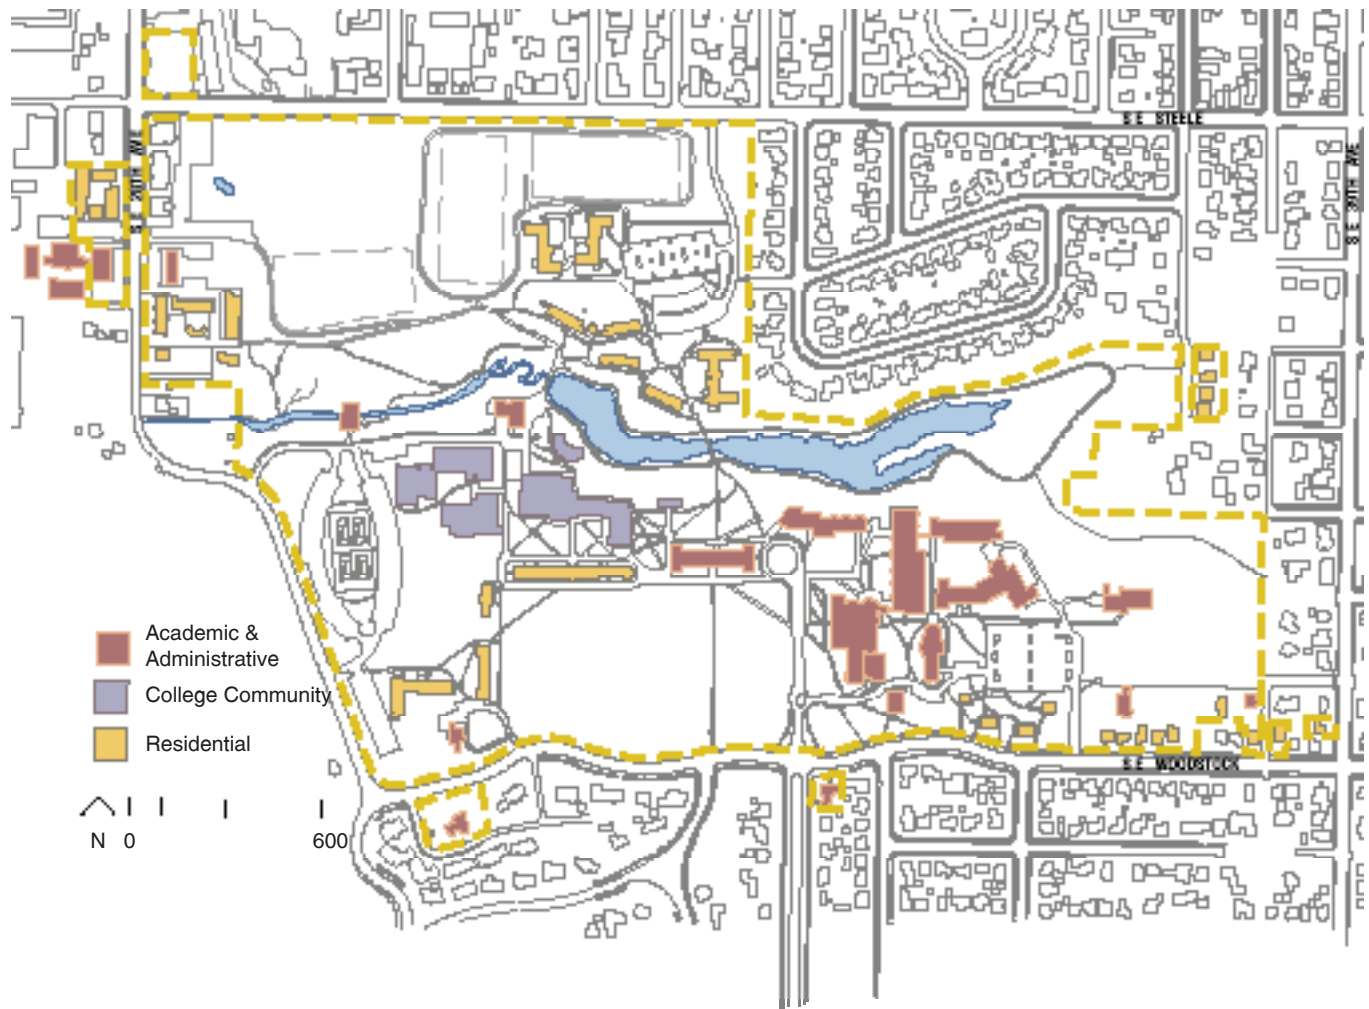 S E STEELE
S E 28TH AVE
S E 39TH AVE
Academic &
Administrative
College Community
Residential
S E WOODSTOCK
N 0 600